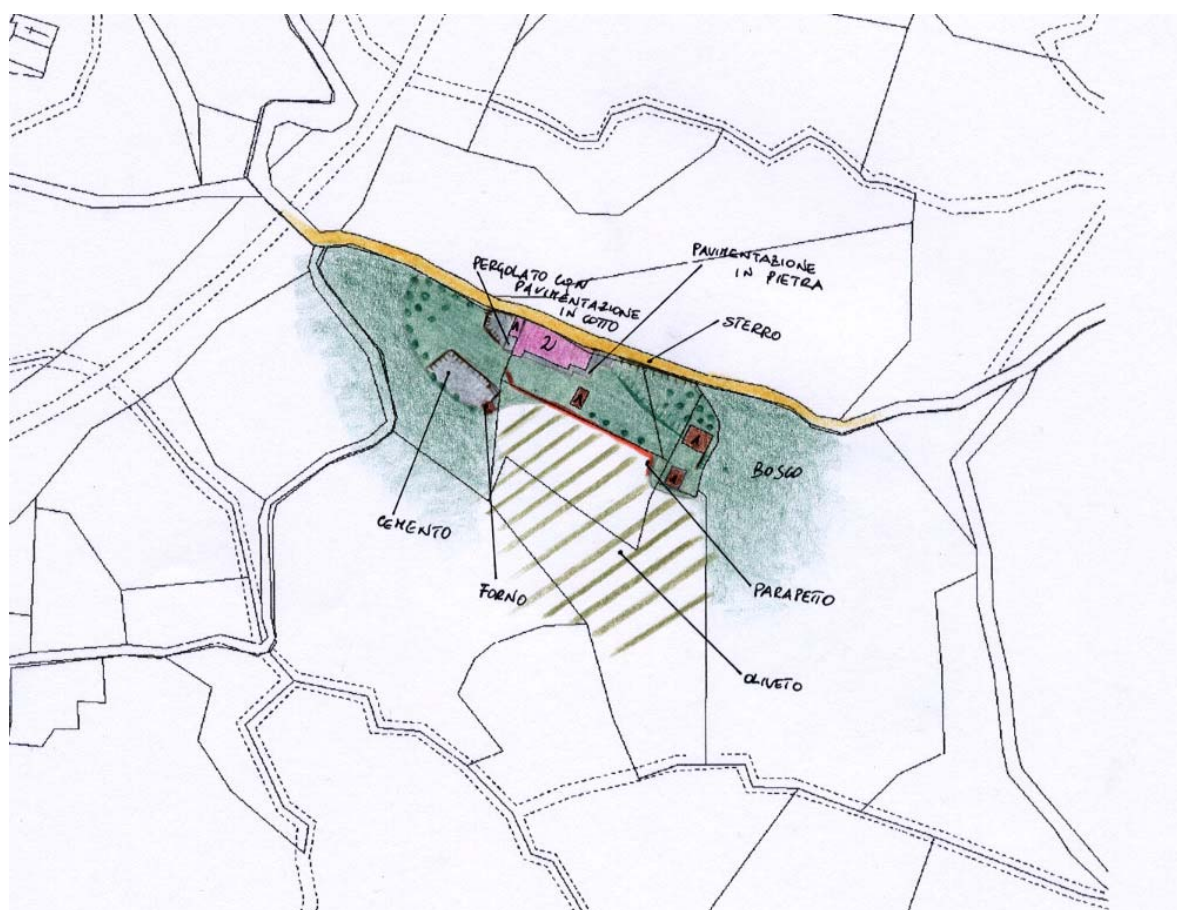 PERGOLATO CON
PAVIMENTAZIONE
IN COTTO
PAVIMENTAZIONE
IN PIETRA
STERRO
A
2
A
A
A
BOSCO
CEMENTO
FORNO
PARAPETTO
OLIVETO